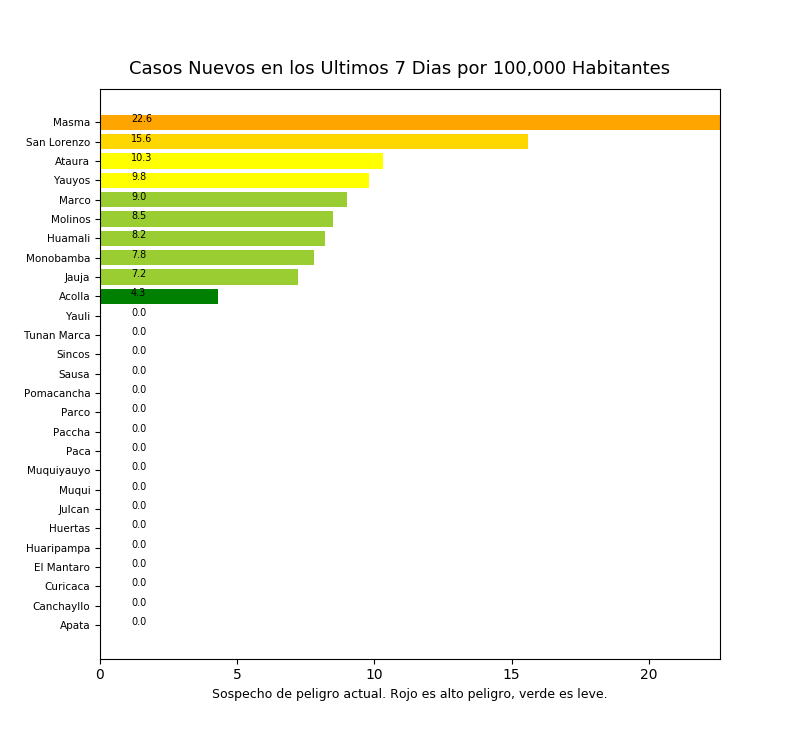 Casos Nuevos en los Ultimos 7 Dias por 100,000 Habitantes
Masma 22.6
San Lorenzo 15.6
Ataura 10.3
Yauyos 9.8
Marco 9.0
Molinos 8.5
Huamali 8.2
Monobamba 7.8
Jauja 7.2
Acolla 4.3
Yauli 0.0
Tunan Marca 0.0
Sincos 0.0
Sausa 0.0
Pomacancha 0.0
Parco 0.0
Paccha 0.0
Paca 0.0
Muquiyauyo 0.0
Muqui 0.0
Julcan 0.0
Huertas 0.0
Huaripampa 0.0
El Mantaro 0.0
Curicaca 0.0
Canchayllo 0.0
Apata 0.0
0 5 10 15 20
Sospecho de peligro actual. Rojo es alto peligro, verde es leve.